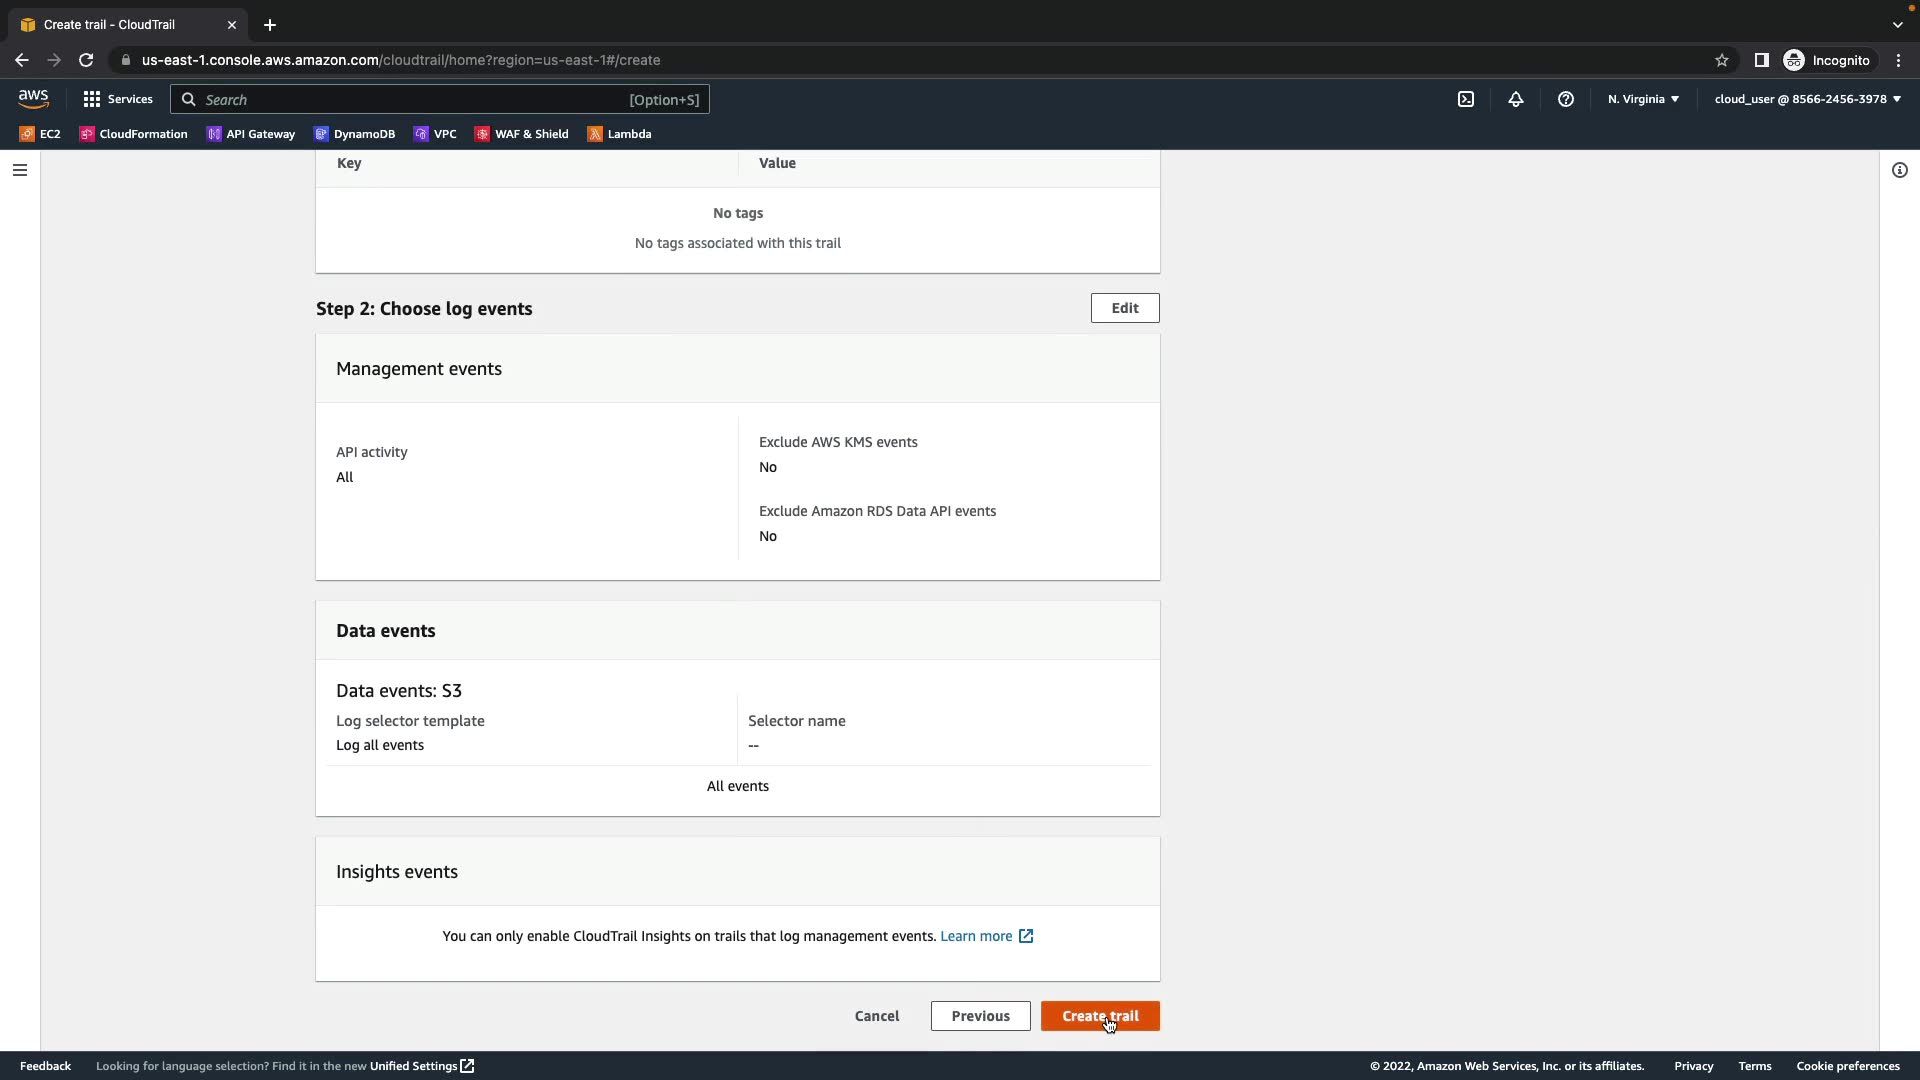 Create trail - CloudTrail
us-east-1.console.aws.amazon.com/cloudtrail/home?region=us-east-1#/create
Incognito
aws
Services
Search
[Option+S]
N. Virginia
cloud_user @ 8566-2456-3978
EC2
CloudFormation
API Gateway
DynamoDB
VPC
WAF & Shield
Lambda
Key
Value
No tags
No tags associated with this trail
Step 2: Choose log events
Edit
Management events
API activity
All
Exclude AWS KMS events
No
Exclude Amazon RDS Data API events
No
Data events
Data events: S3
Log selector template
Log all events
Selector name
--
All events
Insights events
You can only enable CloudTrail Insights on trails that log management events. Learn more
Cancel
Previous
Create trail
Feedback
Looking for language selection? Find it in the new Unified Settings
© 2022, Amazon Web Services, Inc. or its affiliates.
Privacy
Terms
Cookie preferences